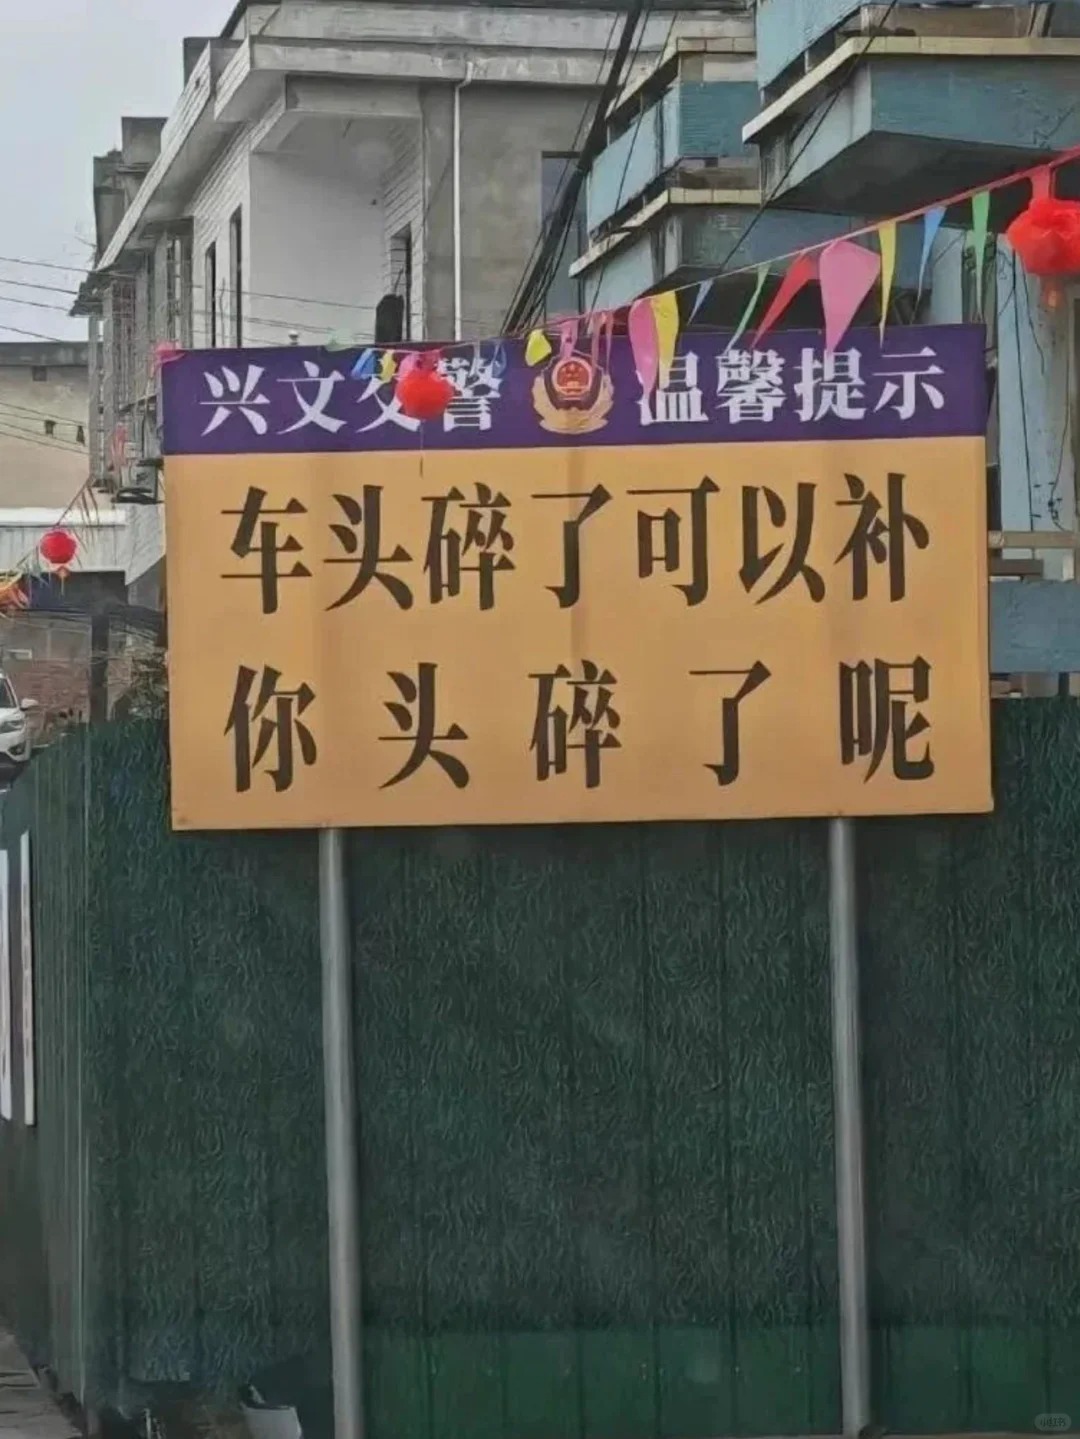 兴文交警 温馨提示
车头碎了可以补
你头碎了呢